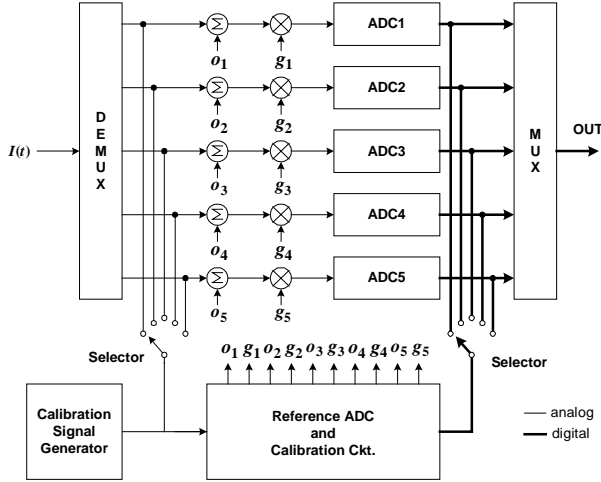 ADC1
Σ
o1 g1
ADC2
Σ
o2 g2
DEMUX
I(t)
ADC3
Σ
o3 g3
MUX
OUT
ADC4
Σ
o4 g4
ADC5
Σ
o5 g5
Selector
Selector
o1 g1 o2 g2 o3 g3 o4 g4 o5 g5
Calibration
Signal
Generator
Reference ADC
and
Calibration Ckt.
analog
digital